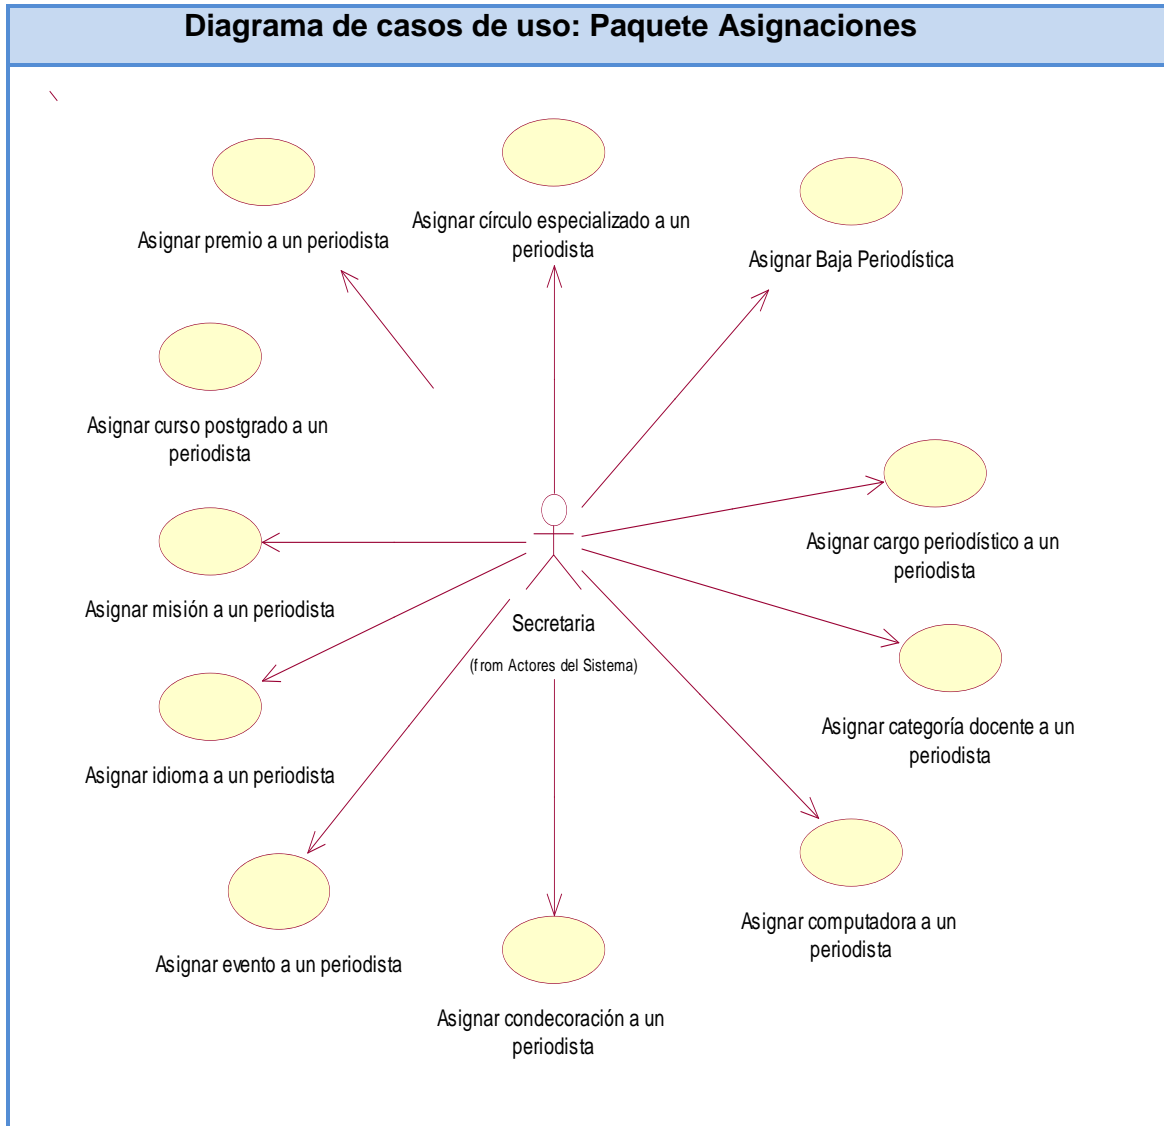 Diagrama de casos de uso: Paquete Asignaciones
Asignar premio a un periodista
Asignar círculo especializado a un
periodista
Asignar Baja Periodística
Asignar curso postgrado a un
periodista
Asignar cargo periodístico a un
periodista
Asignar misión a un periodista
Secretaria
(from Actores del Sistema)
Asignar categoría docente a un
periodista
Asignar idioma a un periodista
Asignar computadora a un
periodista
Asignar evento a un periodista
Asignar condecoración a un
periodista